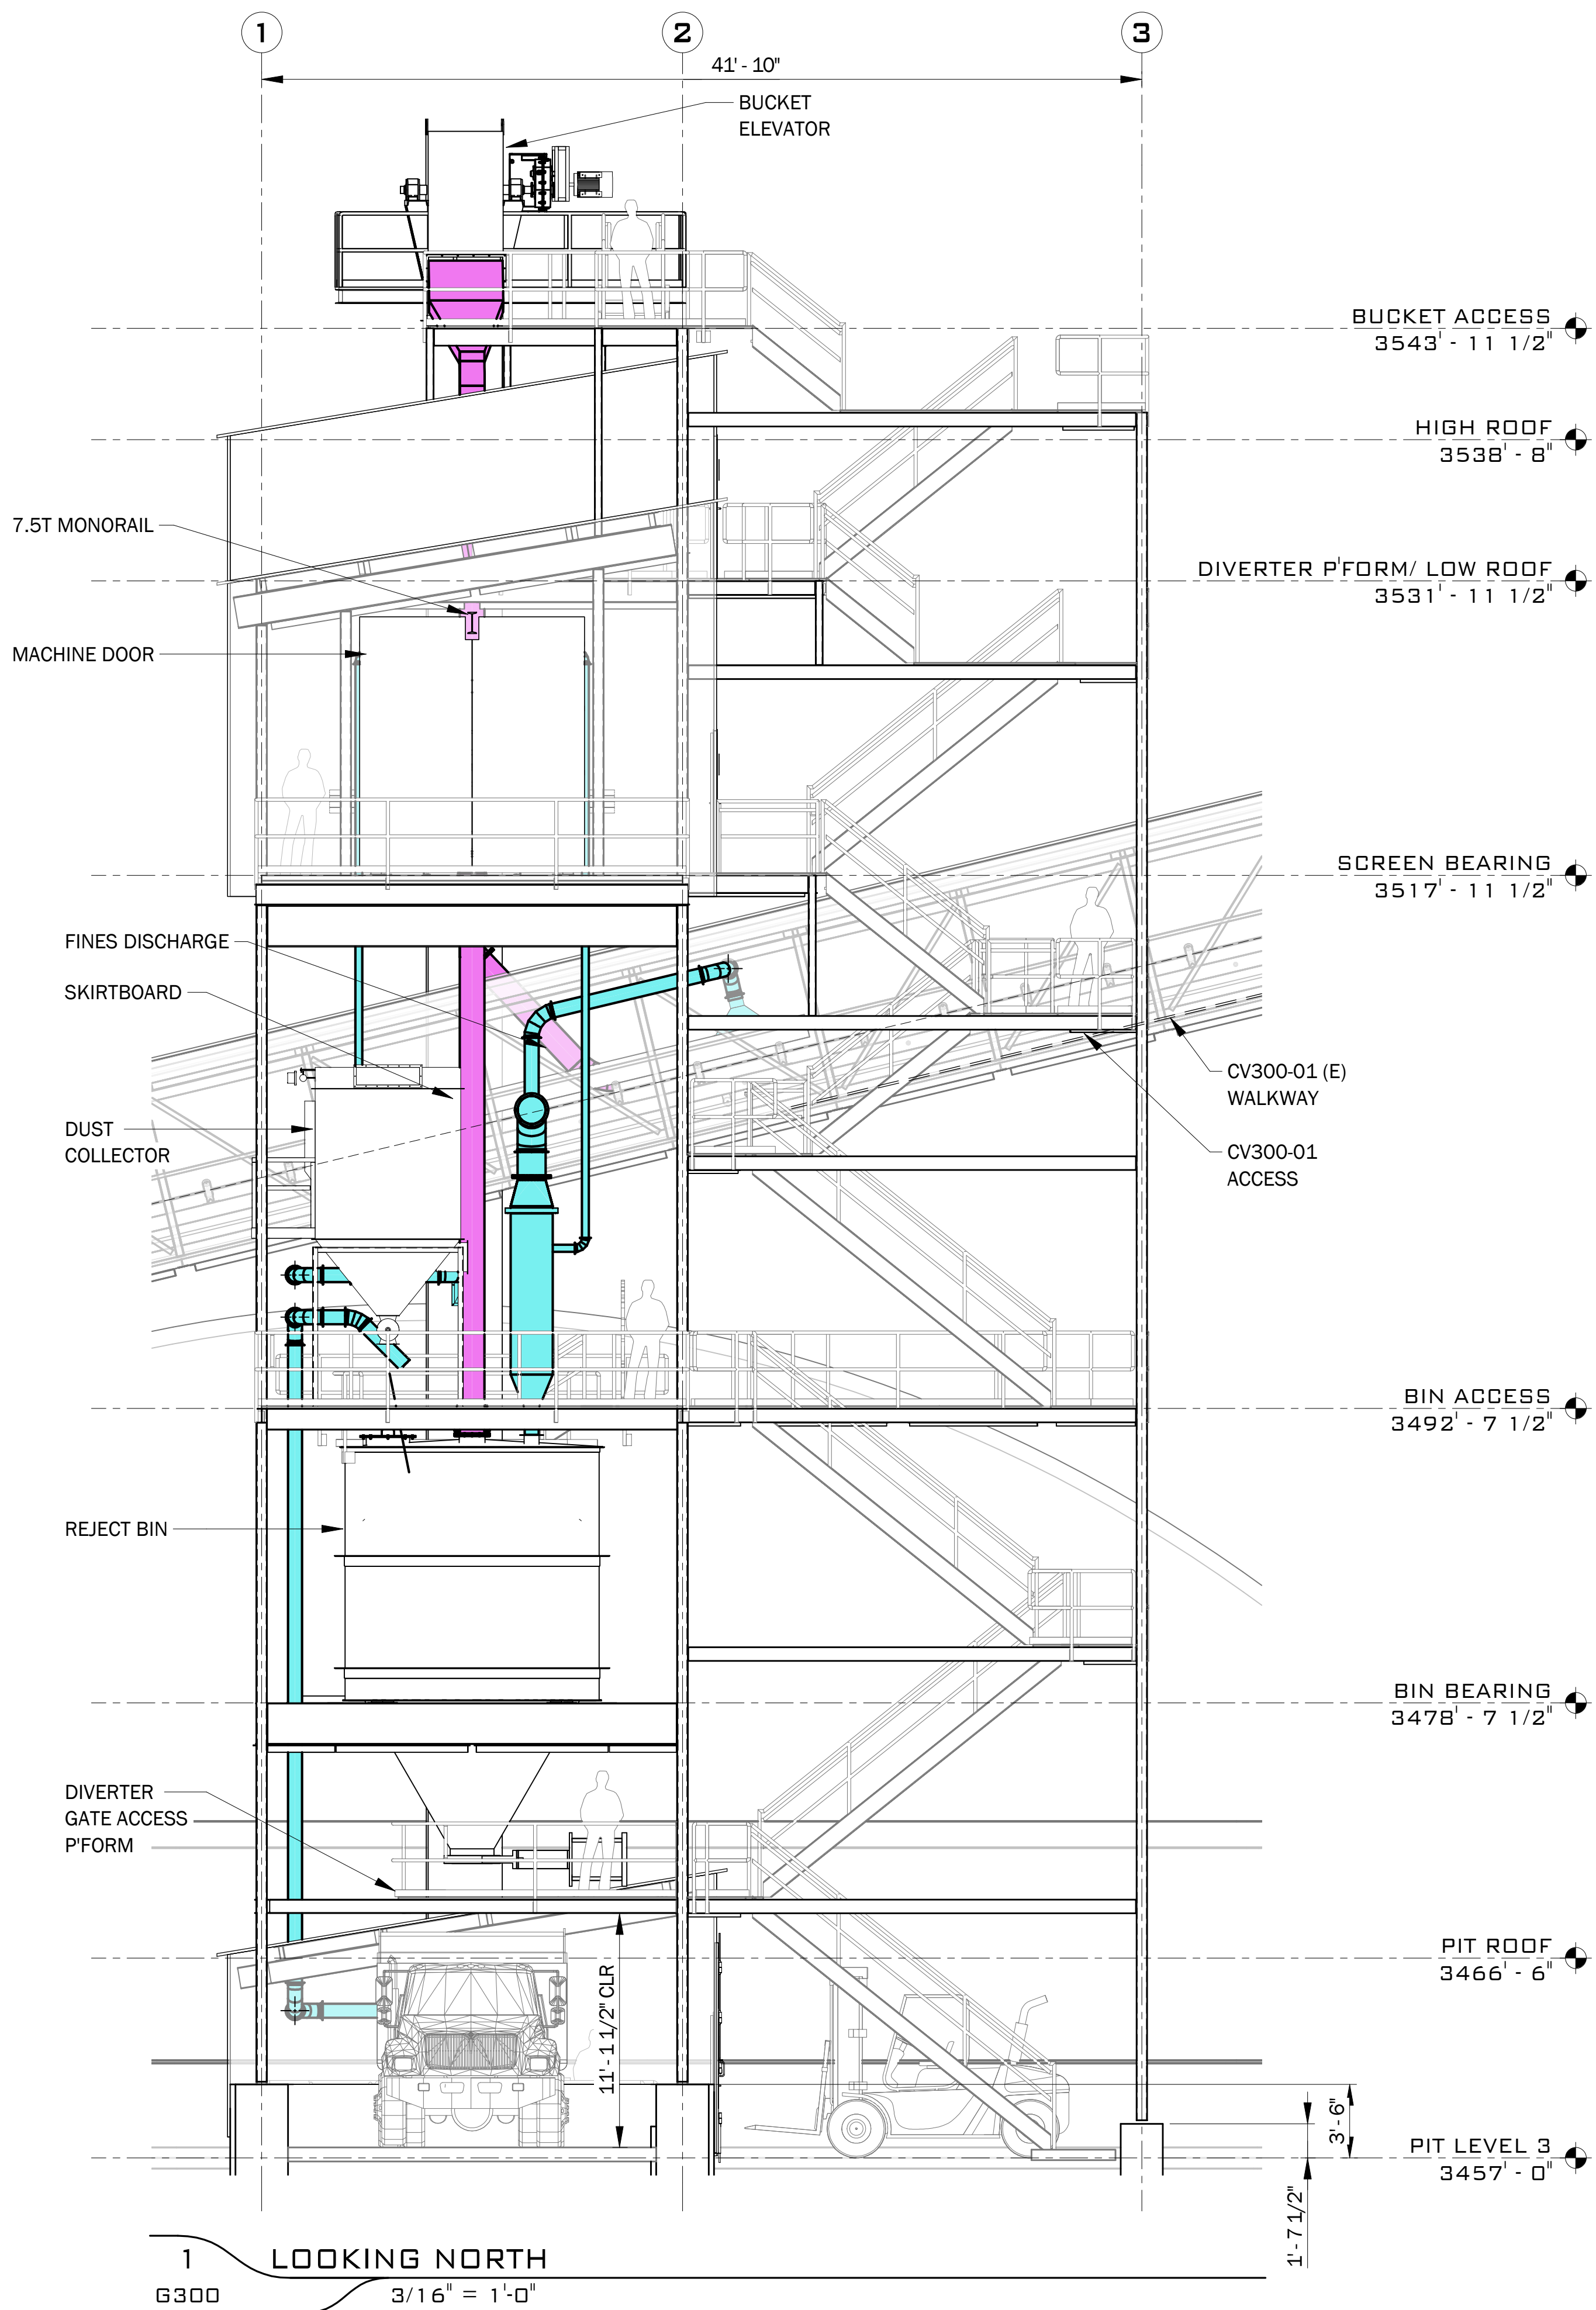 1
2
3
41' - 10"
BUCKET
ELEVATOR
BUCKET ACCESS
3543' - 11 1/2"
HIGH ROOF
3538' - 8"
7.5T MONORAIL
DIVERTER P'FORM/ LOW ROOF
3531' - 11 1/2"
MACHINE DOOR
SCREEN BEARING
3517' - 11 1/2"
FINES DISCHARGE
SKIRTBOARD
CV300-01 (E)
WALKWAY
DUST
COLLECTOR
CV300-01
ACCESS
BIN ACCESS
3492' - 7 1/2"
REJECT BIN
BIN BEARING
3478' - 7 1/2"
DIVERTER
GATE ACCESS
P'FORM
PIT ROOF
3466' - 6"
11' - 1 1/2" CLR
3' - 6"
PIT LEVEL 3
3457' - 0"
1' - 7 1/2"
1
LOOKING NORTH
G300
3/16" = 1'-0"